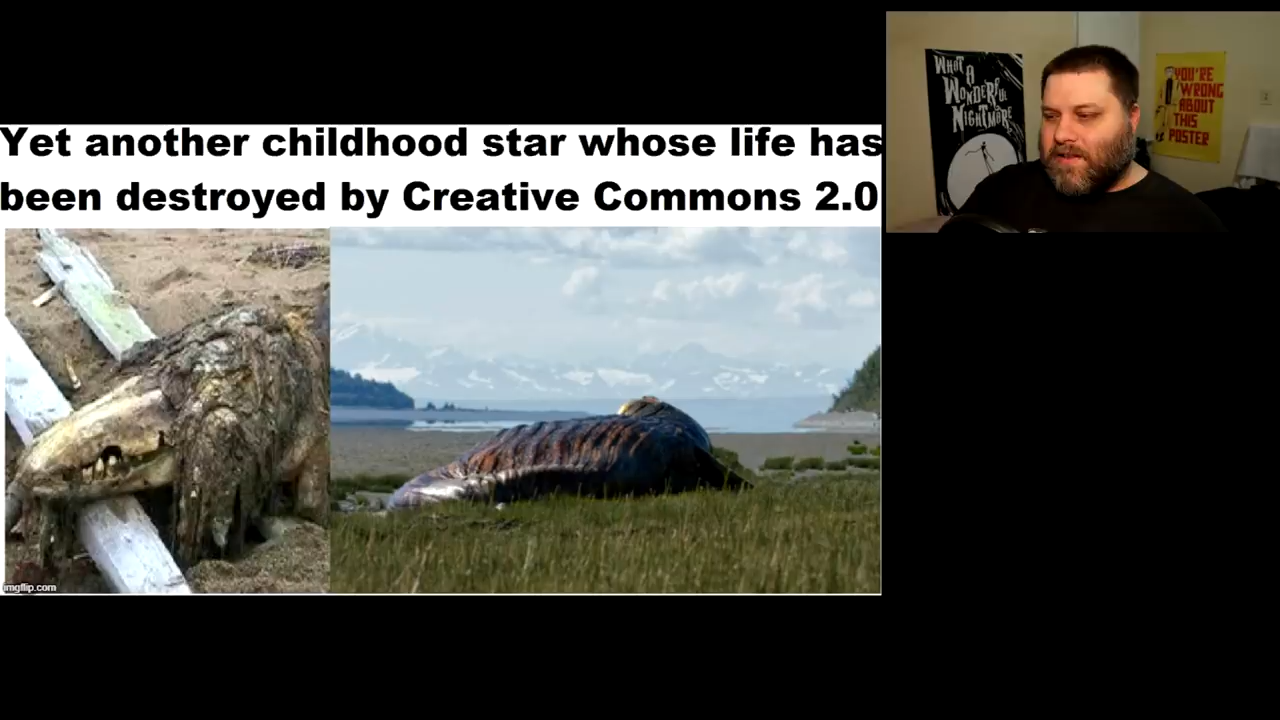 Yet another childhood star whose life has
been destroyed by Creative Commons 2.0
imgflip.com
WHAT
A
WONDERFUL
NIGHTMARE
YOU'RE
WRONG
ABOUT
THIS
POSTER